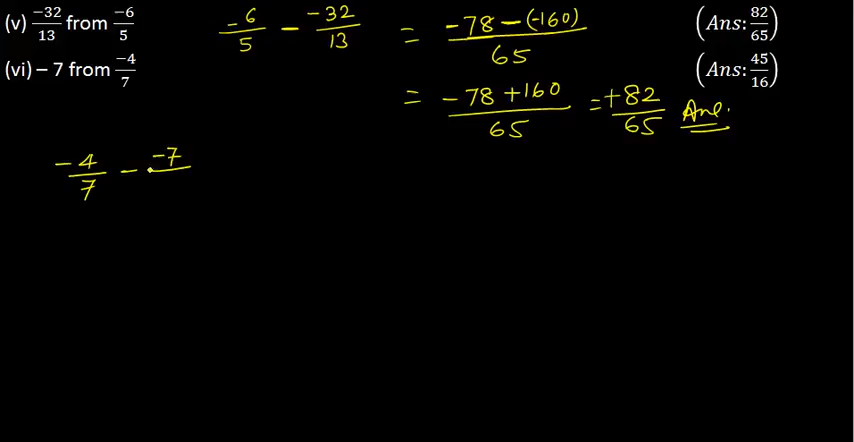 (v) -32/13 from -6/5   -6/5 - -32/13 = -78-(-160)/65   (Ans: 82/65)
(vi) – 7 from -4/7   = -78+160/65 = +82/65 Ans.   (Ans: 45/16)
-4/7 - -7/